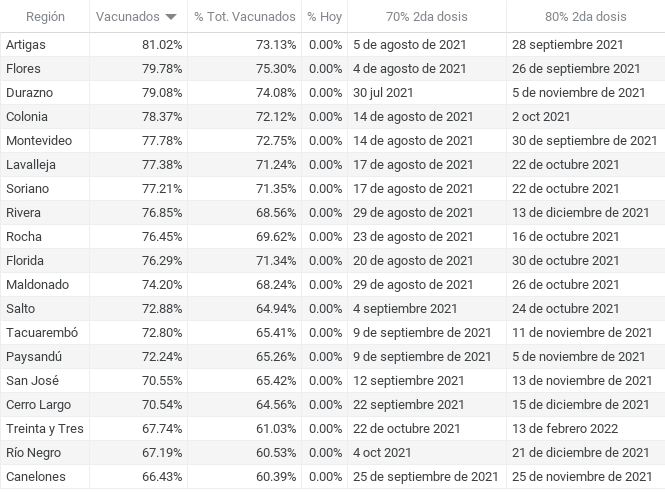 Región Vacunados % Tot. Vacunados % Hoy 70% 2da dosis 80% 2da dosis
Artigas 81.02% 73.13% 0.00% 5 de agosto de 2021 28 septiembre 2021
Flores 79.78% 75.30% 0.00% 4 de agosto de 2021 26 de septiembre 2021
Durazno 79.08% 74.08% 0.00% 30 jul 2021 5 de noviembre de 2021
Colonia 78.37% 72.12% 0.00% 14 de agosto de 2021 2 oct 2021
Montevideo 77.78% 72.75% 0.00% 14 de agosto de 2021 30 de septiembre de 2021
Lavalleja 77.38% 71.24% 0.00% 17 de agosto de 2021 22 de octubre 2021
Soriano 77.21% 71.35% 0.00% 17 de agosto de 2021 22 de octubre 2021
Rivera 76.85% 68.56% 0.00% 29 de agosto de 2021 13 de diciembre de 2021
Rocha 76.45% 69.62% 0.00% 23 de agosto de 2021 16 de octubre 2021
Florida 76.29% 71.34% 0.00% 20 de agosto de 2021 30 de octubre 2021
Maldonado 74.20% 68.24% 0.00% 29 de agosto de 2021 26 de octubre 2021
Salto 72.88% 64.94% 0.00% 4 septiembre 2021 24 de octubre 2021
Tacuarembó 72.80% 65.41% 0.00% 9 de septiembre de 2021 11 de noviembre de 2021
Paysandú 72.24% 65.26% 0.00% 9 de septiembre de 2021 5 de noviembre de 2021
San José 70.55% 65.42% 0.00% 12 septiembre 2021 13 de noviembre de 2021
Cerro Largo 70.54% 64.56% 0.00% 22 septiembre 2021 15 de diciembre de 2021
Treinta y Tres 67.74% 61.03% 0.00% 22 de octubre 2021 13 de febrero 2022
Río Negro 67.19% 60.53% 0.00% 4 oct 2021 21 de diciembre de 2021
Canelones 66.43% 60.39% 0.00% 25 de septiembre de 2021 25 de noviembre de 2021